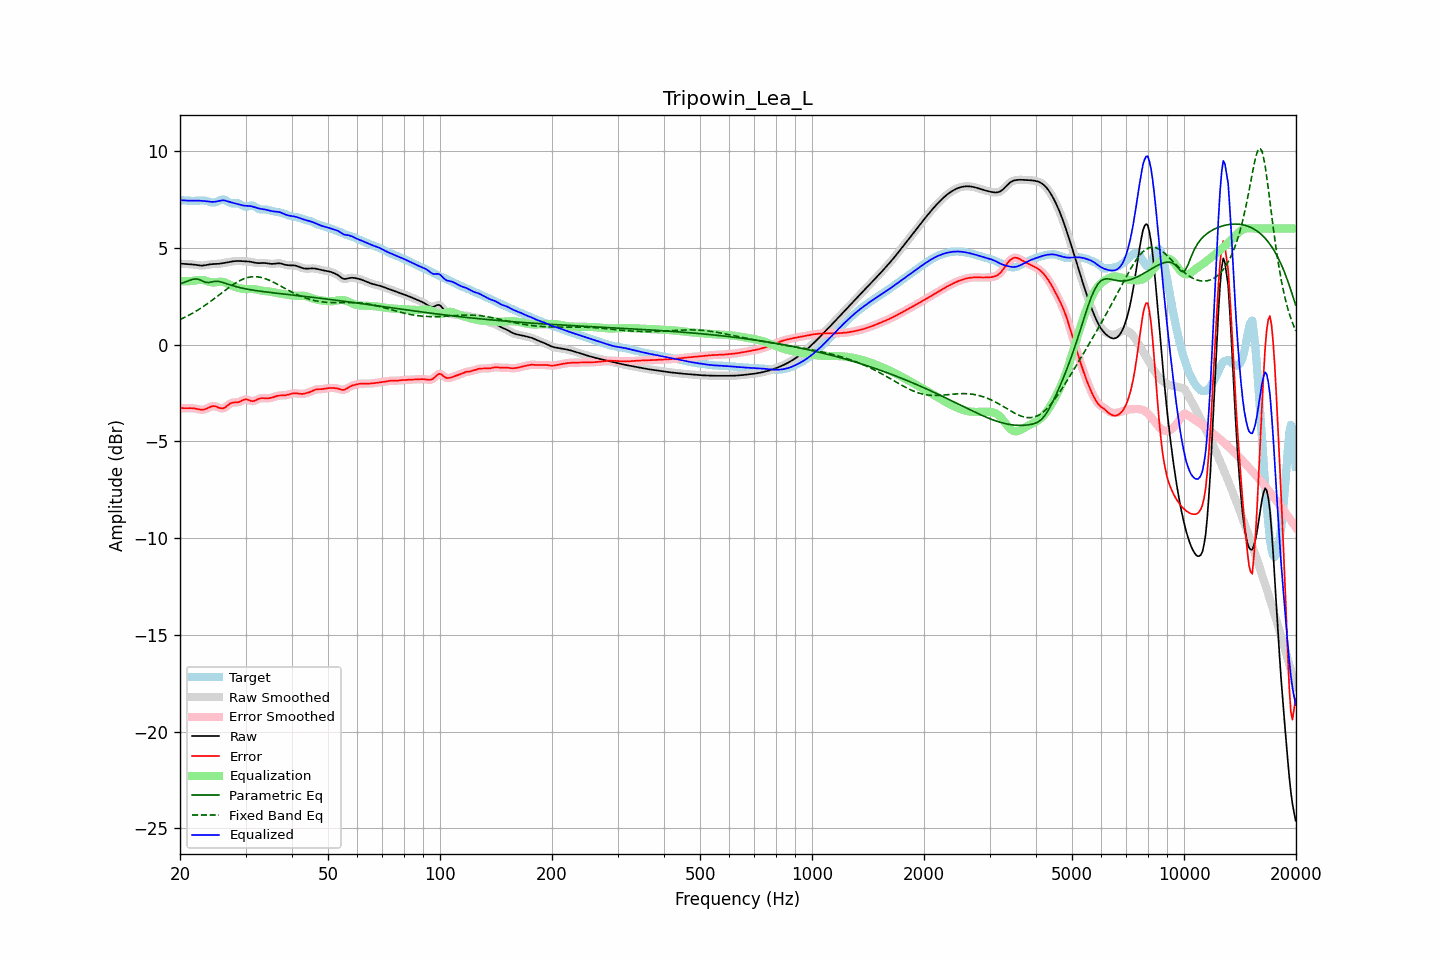 Tripowin_Lea_L
Amplitude (dBr)
10
5
0
−5
−10
−15
−20
−25
Target
Raw Smoothed
Error Smoothed
Raw
Error
Equalization
Parametric Eq
Fixed Band Eq
Equalized
20 50 100 200 500 1000 2000 5000 10000 20000
Frequency (Hz)